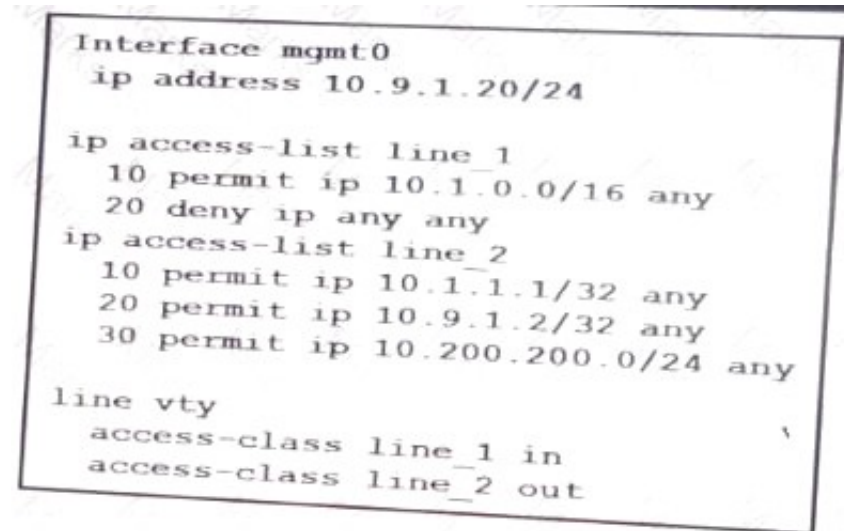 Interface mgmt0
ip address 10.9.1.20/24
ip access-list line_1
10 permit ip 10.1.0.0/16 any
20 deny ip any any
ip access-list line_2
10 permit ip 10.1.1.1/32 any
20 permit ip 10.9.1.2/32 any
30 permit ip 10.200.200.0/24 any
line vty
access-class line_1 in
access-class line_2 out